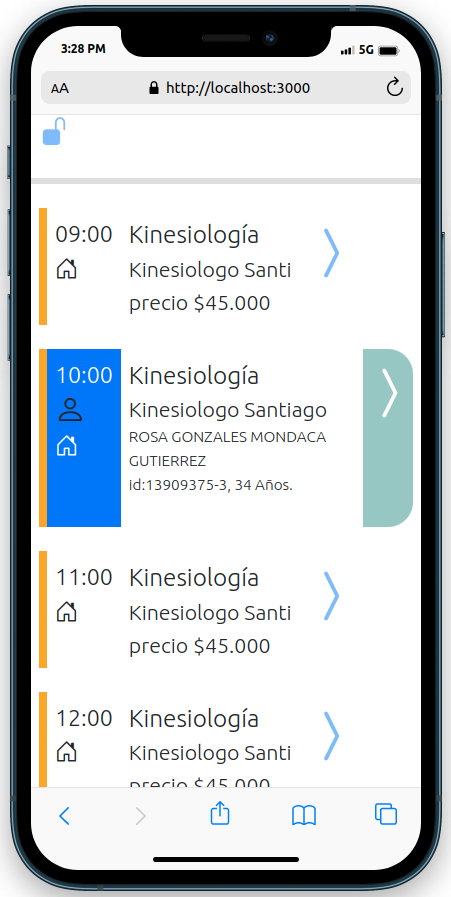 3:28 PM
5G
AA
http://localhost:3000
09:00 Kinesiología
Kinesiologo Santi
precio $45.000
10:00 Kinesiología
Kinesiologo Santiago
ROSA GONZALES MONDACA
GUTIERREZ
id:13909375-3, 34 Años.
11:00 Kinesiología
Kinesiologo Santi
precio $45.000
12:00 Kinesiología
Kinesiologo Santi
precio $45.000